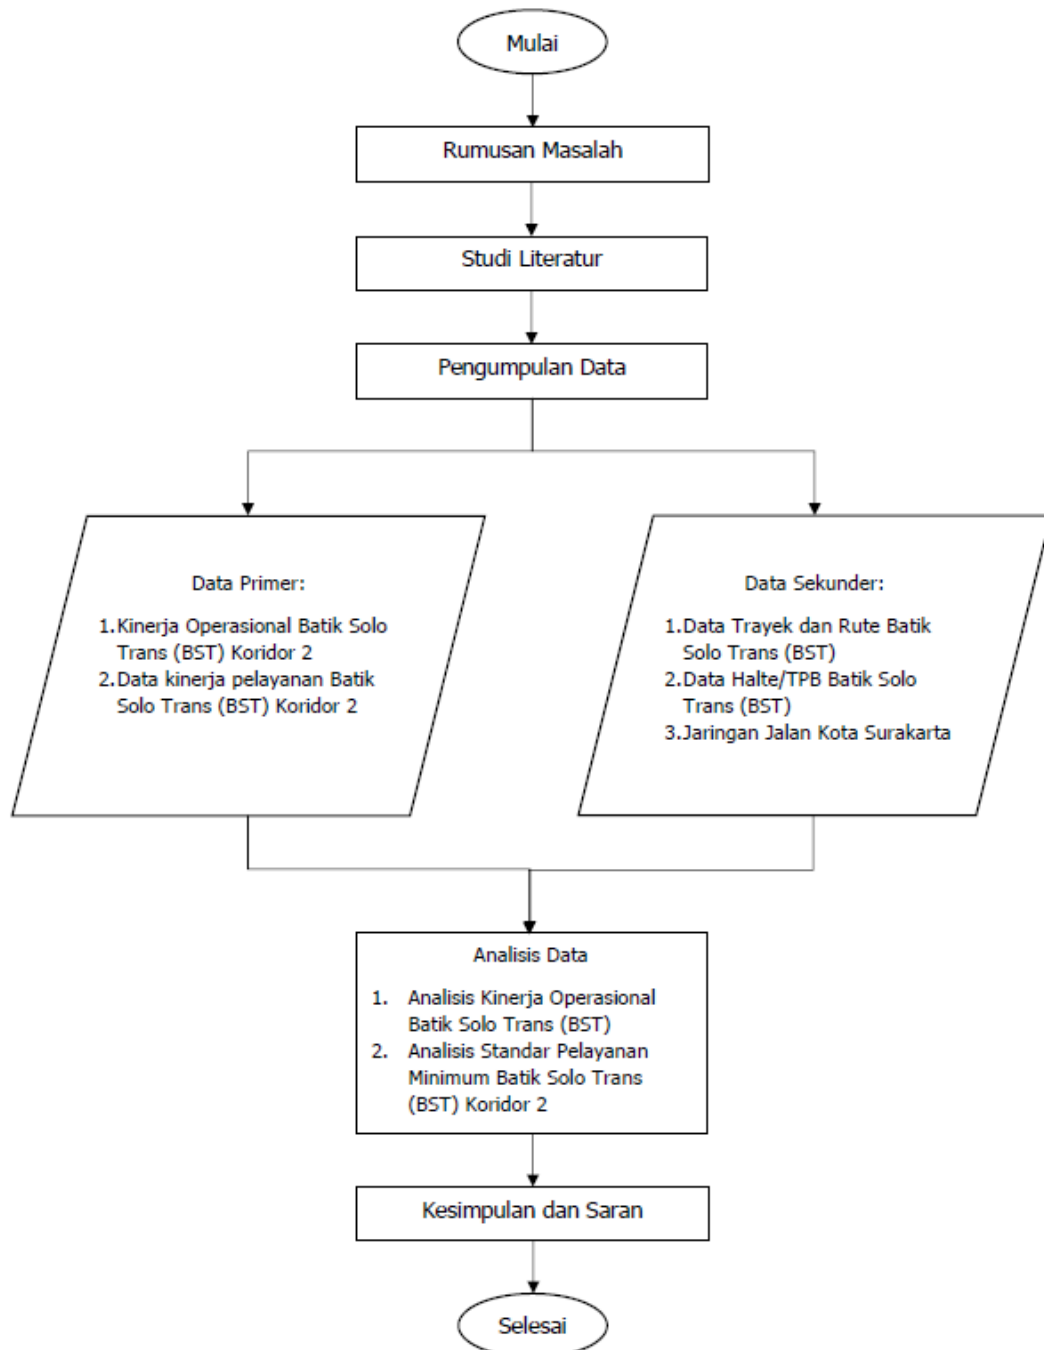 Mulai
Rumusan Masalah
Studi Literatur
Pengumpulan Data
Data Primer:
1.Kinerja Operasional Batik Solo
Trans (BST) Koridor 2
2.Data kinerja pelayanan Batik
Solo Trans (BST) Koridor 2
Data Sekunder:
1.Data Trayek dan Rute Batik
Solo Trans (BST)
2.Data Halte/TPB Batik Solo
Trans (BST)
3.Jaringan Jalan Kota Surakarta
Analisis Data
1. Analisis Kinerja Operasional
Batik Solo Trans (BST)
2. Analisis Standar Pelayanan
Minimum Batik Solo Trans
(BST) Koridor 2
Kesimpulan dan Saran
Selesai